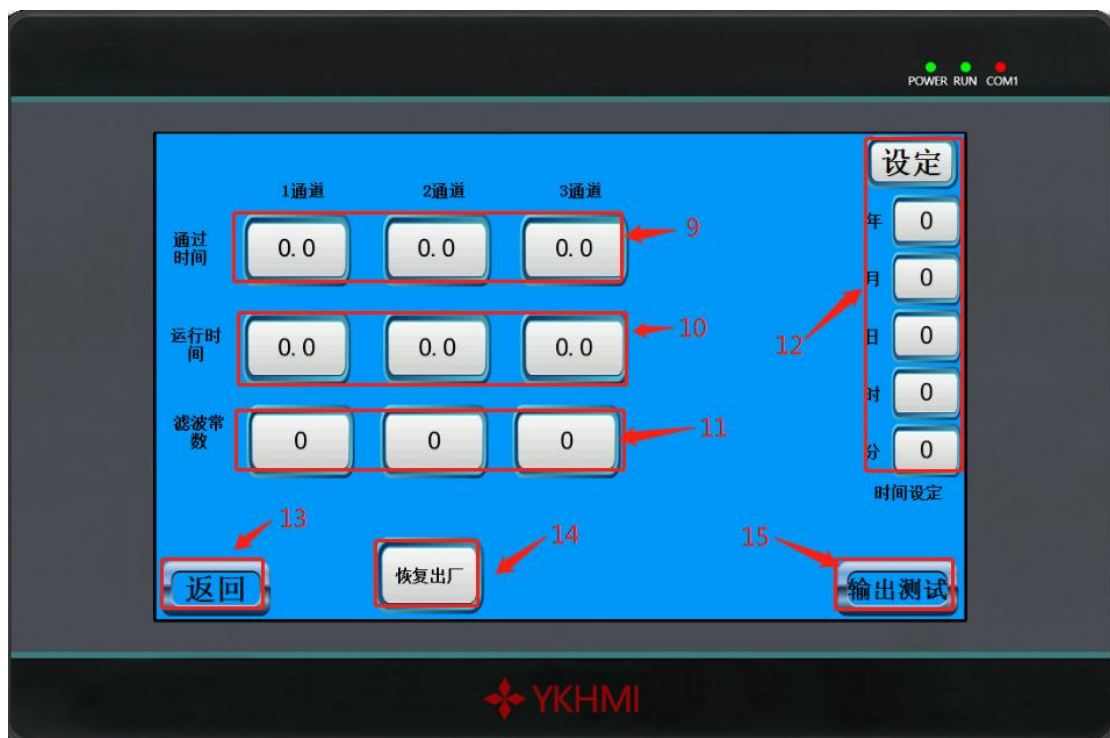 POWER RUN COM1
设定
1通道 2通道 3通道
通过
时间
0.0 0.0 0.0
9
年 0
月 0
运行时
间
0.0 0.0 0.0
10
12
日 0
时 0
滤波常
数
0 0 0
11
分 0
时间设定
13
14
15
返回
恢复出厂
输出测试
YKHMI